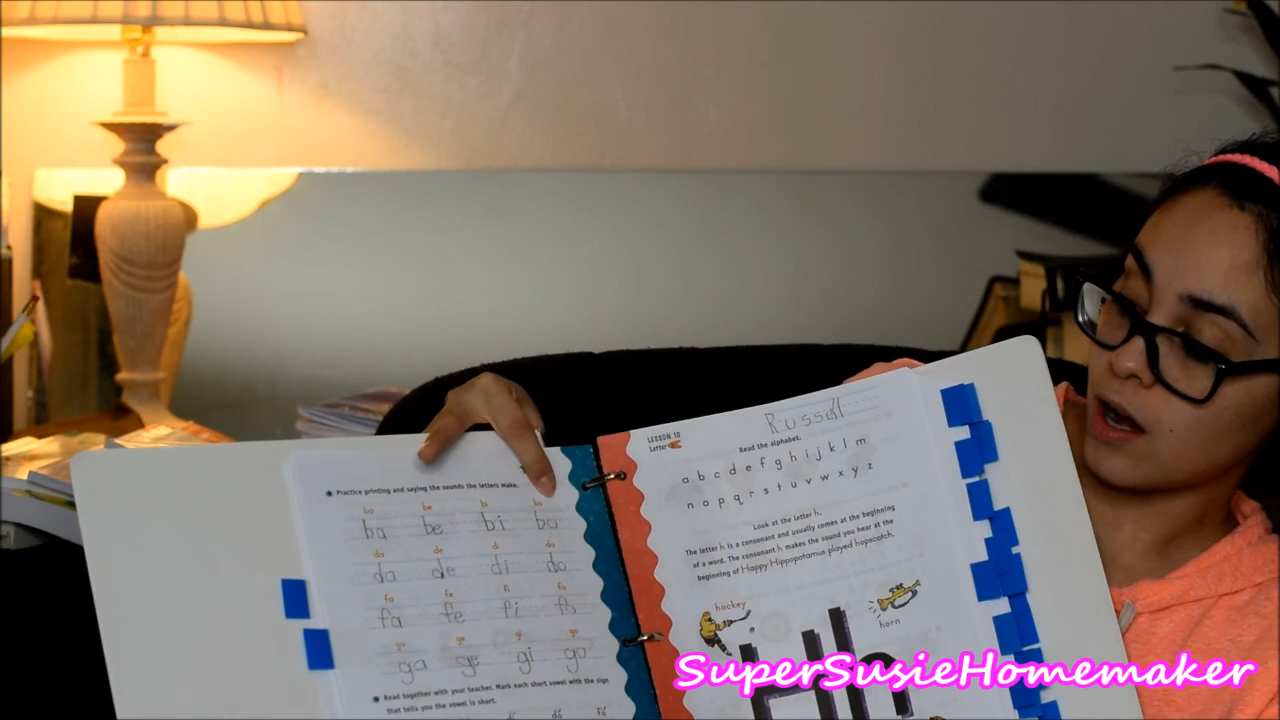 Practice printing and saying the sounds the letters make.
ba be bi bo
ba be bi bo
da de di do
da de di do
fa fe fi fo
fa fe fi fo
ga ge gi go
ga ge gi go
Read together with your teacher. Mark each short vowel with the sign
that tells you the vowel is short.
LESSON 10
Letter
Russell
Read the alphabet.
a b c d e f g h i j k l m
n o p q r s t u v w x y z
Look at the letter h.
The letter h is a consonant and usually comes at the beginning
of a word. The consonant h makes the sound you hear at the
beginning of Happy Hippopotamus played hopscotch.
hockey
horn
SuperSusieHomemaker